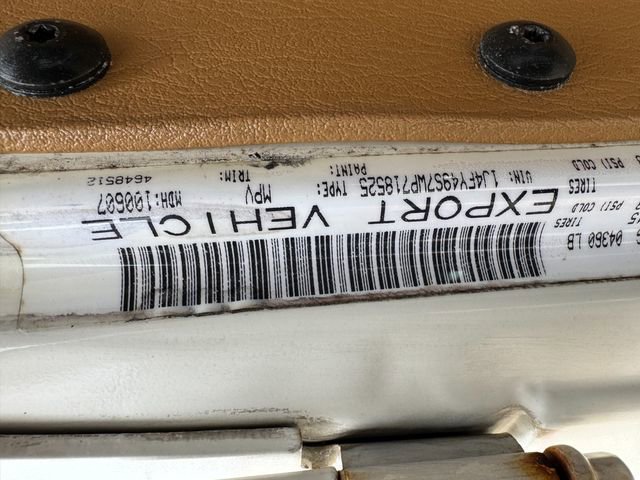 04360 LB
TIRES
PSI) COLD
TIRES
PSI) COLD
EXPORT VEHICLE
VIN: 1J4FY49S7WP718525 TYPE: MPV MDH:100607
PAINT: TRIM: 4648512